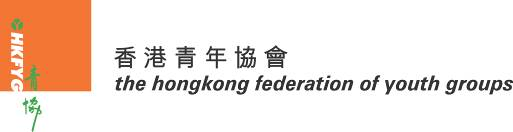 HKFYG
青協
香港青年協會
the hongkong federation of youth groups